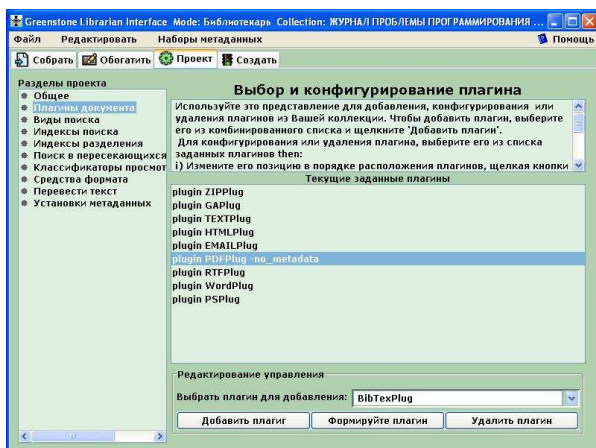 Greenstone Librarian Interface Mode: Библиотекарь Collection: ЖУРНАЛ ПРОБЛЕМЫ ПРОГРАММИРОВАНИЯ ...
Файл Редактировать Наборы метаданных Помощь
Собрать Обогатить Проект Создать
Разделы проекта
Общее
Плагины документа
Виды поиска
Индексы поиска
Индексы разделения
Поиск в пересекающихся
Классификаторы просмот
Средства формата
Перевести текст
Установки метаданных
Выбор и конфигурирование плагина
Используйте это представление для добавления, конфигурирования или
удаления плагинов из Вашей коллекции. Чтобы добавить плагин, выберите
его из комбинированного списка и щелкните 'Добавить плагин'.
Для конфигурирования или удаления плагина, выберите его из списка
заданных плагинов then:
i) Измените его позицию в порядке расположения плагинов, щелкая кнопки
Текущие заданные плагины
plugin ZIPPlug
plugin GAPlug
plugin TEXTPlug
plugin HTMLPlug
plugin EMAILPlug
plugin PDFPlug -no_metadata
plugin RTFPlug
plugin WordPlug
plugin PSPlug
Редактирование управления
Выбрать плагин для добавления: BibTexPlug
Добавить плагиг Формируйте плагин Удалить плагин